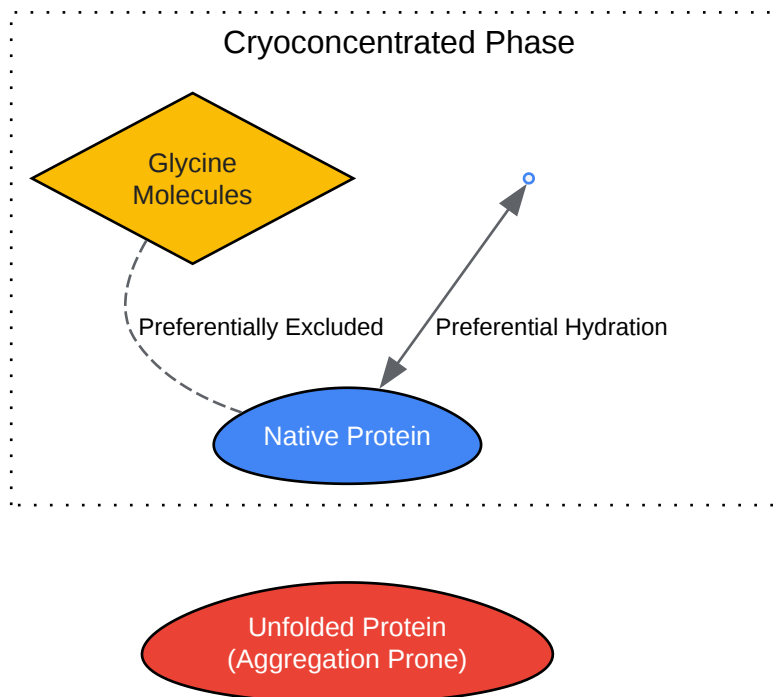 Cryoconcentrated Phase
Glycine
Molecules
Preferentially Excluded
Preferential Hydration
Native Protein
Unfolded Protein
(Aggregation Prone)